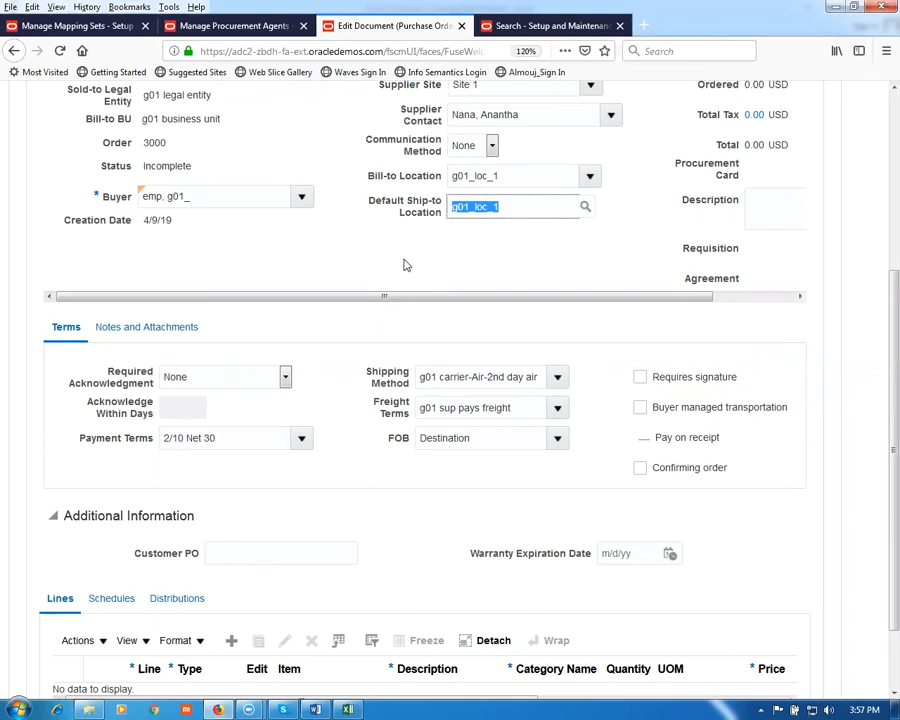 File Edit View History Bookmarks Tools Help
Manage Mapping Sets - Setup
Manage Procurement Agents -
Edit Document (Purchase Orde
Search - Setup and Maintenan
https://adc2-zbdh-fa-ext.oracledemos.com/fscmUI/faces/FuseWelc
120%
Search
Most Visited Getting Started Suggested Sites Web Slice Gallery Waves Sign In Info Semantics Login Almouj_Sign In
Sold-to Legal Entity g01 legal entity
Bill-to BU g01 business unit
Order 3000
Status Incomplete
* Buyer emp, g01_
Creation Date 4/9/19
Supplier Site Site 1
Supplier Contact Nana, Anantha
Communication Method None
Bill-to Location g01_loc_1
Default Ship-to Location g01_loc_1
Ordered 0.00 USD
Total Tax 0.00 USD
Total 0.00 USD
Procurement Card
Description
Requisition
Agreement
Terms Notes and Attachments
Required Acknowledgment None
Acknowledge Within Days
Payment Terms 2/10 Net 30
Shipping Method g01 carrier-Air-2nd day air
Freight Terms g01 sup pays freight
FOB Destination
Requires signature
Buyer managed transportation
Pay on receipt
Confirming order
Additional Information
Customer PO
Warranty Expiration Date m/d/yy
Lines Schedules Distributions
Actions View Format Freeze Detach Wrap
* Line * Type Edit Item * Description * Category Name Quantity UOM * Price
No data to display.
3:57 PM